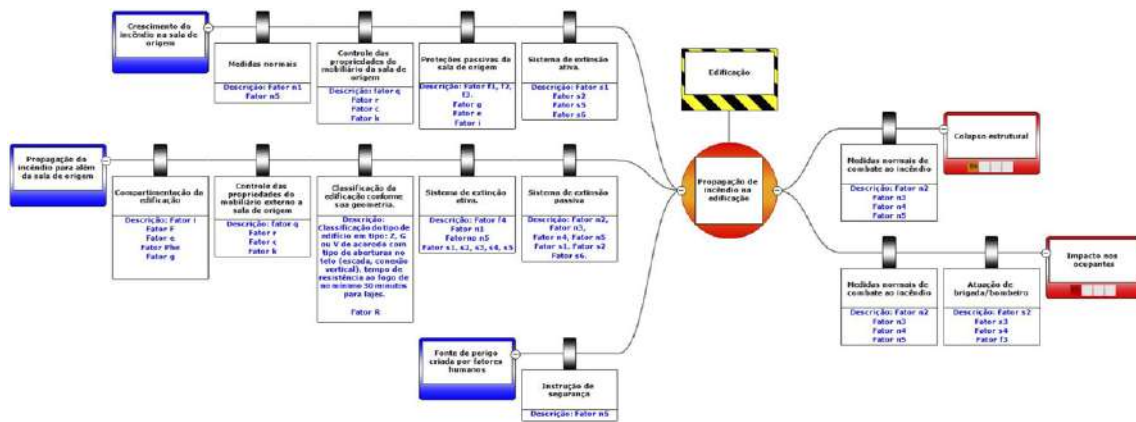 Crescimento do
incêndio na sala de
origem
Medidas normais
Descrição: Fator n1
Fator n5
Controle das
propriedades do
mobiliário da sala de
origem
Descrição: fator q
Fator r
Fator c
Fator k
Proteções passivas da
sala de origem
Descrição: Fator f1, f2,
f3.
Fator g
Fator e
Fator i
Sistema de extinsão
ativa.
Descrição: Fator s1
Fator s2
Fator s5
Fator s6
Edificação
Propagação do
incêndio para além
da sala de origem
Compartimentação da
edificação
Descrição: Fator i
Fator F
Fator e
Fator Phe
Fator g
Controle das
propriedades do
mobiliário externo a
sala de origem
Descrição: fator q
Fator r
Fator c
Fator k
Classificação da
edificação conforme
sua geometria.
Descrição:
Classificação do tipo de
edifício em tipo: Z, G
ou V de acordo com
tipo de aberturas no
teto (escada, conexão
vertical), tempo de
resistência ao fogo de
no mínimo 30 minutos
para lajes.
Fator R
Sistema de extinção
ativa.
Descrição: Fator f4
Fator n1
n5
Fator s1, s2, s3, s4, s5
Sistema de extinsão
passiva
Descrição: Fator n2,
Fator n3,
Fator n4, Fator n5
Fator s1, Fator s2
Fator s6.
Propagação de
incêndio na
edificação
Fonte de perigo
criada por fatores
humanos
Instrução de
segurança
Descrição: Fator n5
Medidas normais de
combate ao incêndio
Descrição: Fator n2
Fator n3
Fator n4
Fator n5
Colapso estrutural
Medidas normais de
combate ao incêndio
Descrição: Fator n2
Fator n3
Fator n4
Fator n5
Atuação de
brigada/bombeiro
Descrição: Fator s2
Fator s3
Fator s4
Fator f3
Impacto nos
ocupantes